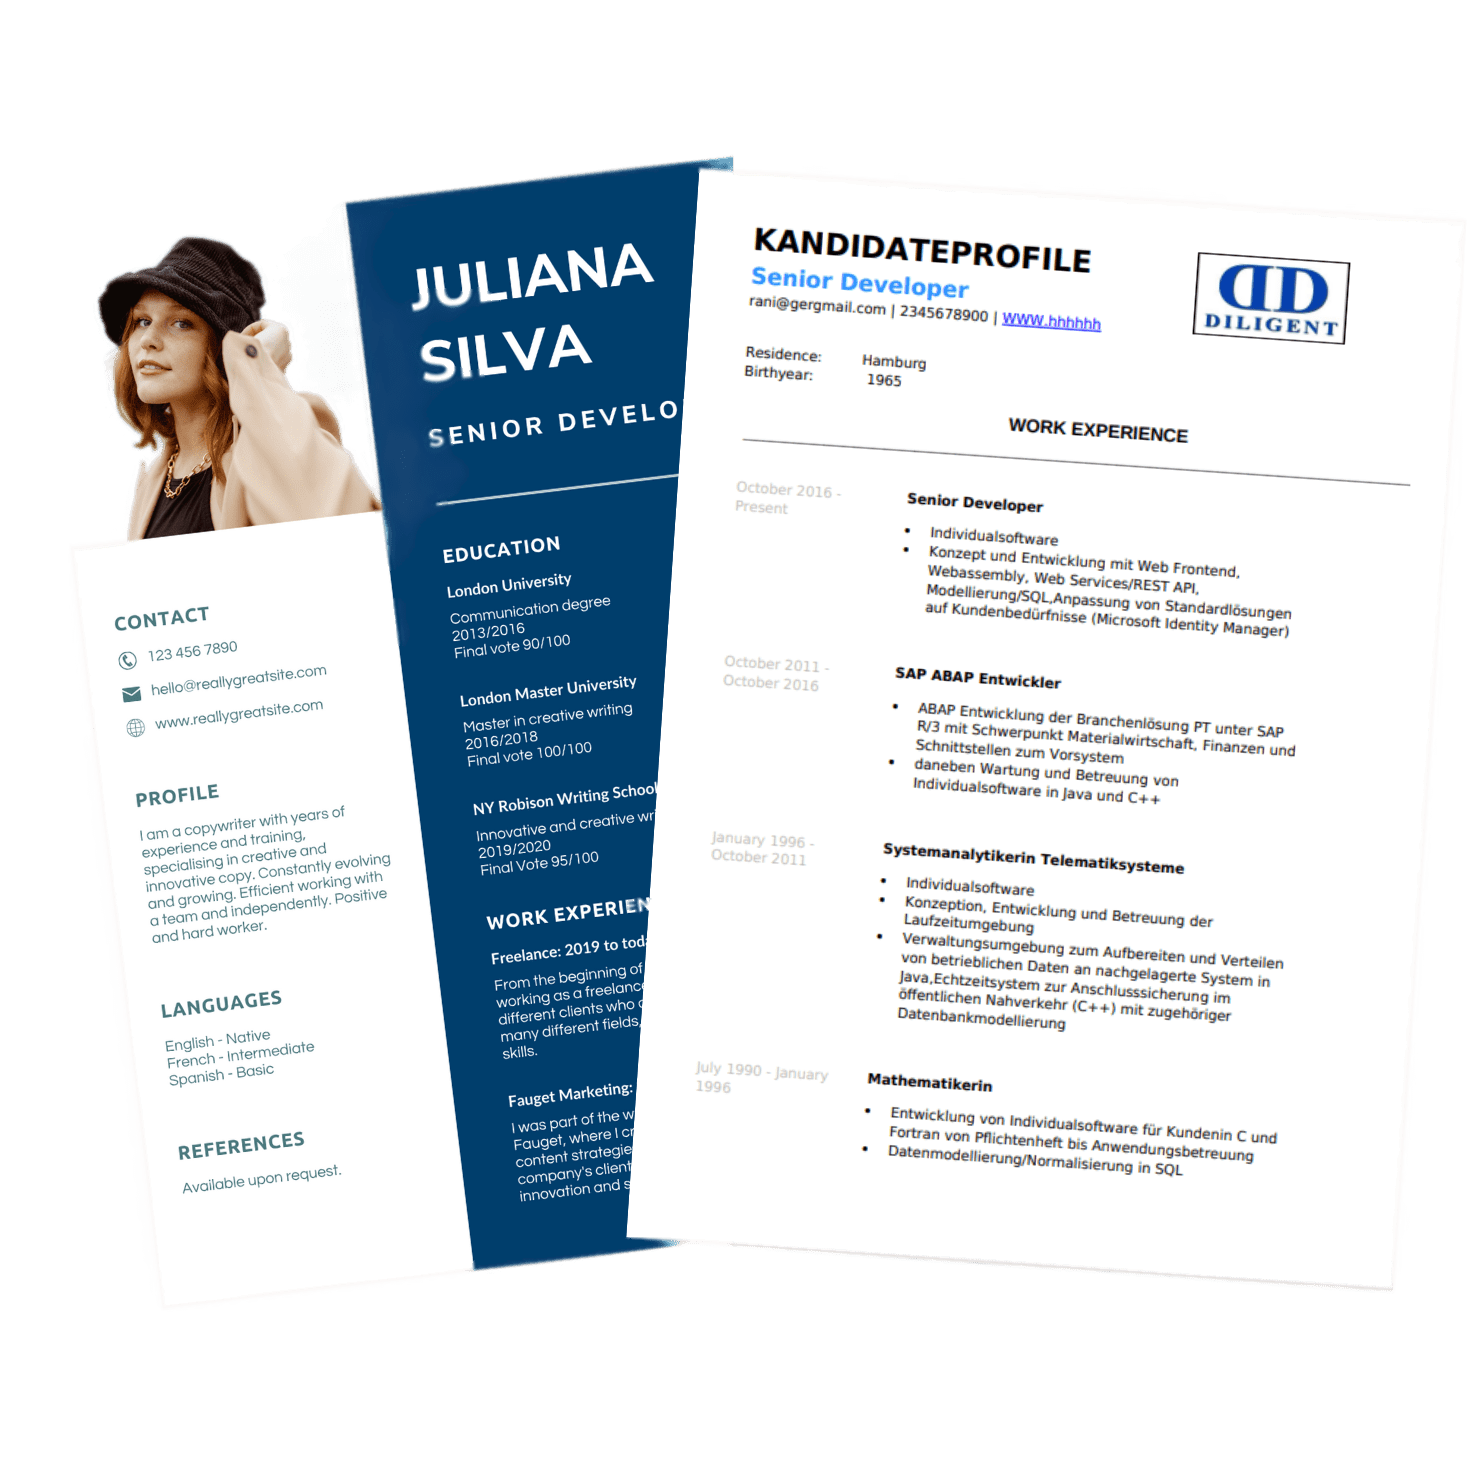 JULIANA
SILVA
SENIOR DEVELO
CONTACT
123 456 7890
hello@reallygreatsite.com
www.reallygreatsite.com
PROFILE
I am a copywriter with years of
experience and training,
specialising in creative and
innovative copy. Constantly evolving
and growing. Efficient working with
a team and independently. Positive
and hard worker.
LANGUAGES
English - Native
French - Intermediate
Spanish - Basic
REFERENCES
Available upon request.
EDUCATION
London University
Communication degree
2013/2016
Final vote 90/100
London Master University
Master in creative writing
2016/2018
Final vote 100/100
NY Robison Writing School
Innovative and creative wri
2019/2020
Final Vote 95/100
WORK EXPERIEN
Freelance: 2019 to toda
From the beginning of
working as a freelance
different clients who
many different fields,
skills.
Fauget Marketing:
I was part of the w
Fauget, where I cr
content strategie
company's client
innovation and s
KANDIDATEPROFILE
Senior Developer
rani@gergmail.com | 2345678900 | WWW.hhhhhh
DD
DILIGENT
Residence: Hamburg
Birthyear: 1965
WORK EXPERIENCE
October 2016 -
Present
Senior Developer
• Individualsoftware
• Konzept und Entwicklung mit Web Frontend,
Webassembly, Web Services/REST API,
Modellierung/SQL,Anpassung von Standardlösungen
auf Kundenbedürfnisse (Microsoft Identity Manager)
October 2011 -
October 2016
SAP ABAP Entwickler
• ABAP Entwicklung der Branchenlösung PT unter SAP
R/3 mit Schwerpunkt Materialwirtschaft, Finanzen und
Schnittstellen zum Vorsystem
• daneben Wartung und Betreuung von
Individualsoftware in Java und C++
January 1996 -
October 2011
Systemanalytikerin Telematiksysteme
• Individualsoftware
• Konzeption, Entwicklung und Betreuung der
Laufzeitumgebung
• Verwaltungsumgebung zum Aufbereiten und Verteilen
von betrieblichen Daten an nachgelagerte System in
Java,Echtzeitsystem zur Anschlusssicherung im
öffentlichen Nahverkehr (C++) mit zugehöriger
Datenbankmodellierung
July 1990 - January
1996
Mathematikerin
• Entwicklung von Individualsoftware für Kundenin C und
Fortran von Pflichtenheft bis Anwendungsbetreuung
• Datenmodellierung/Normalisierung in SQL